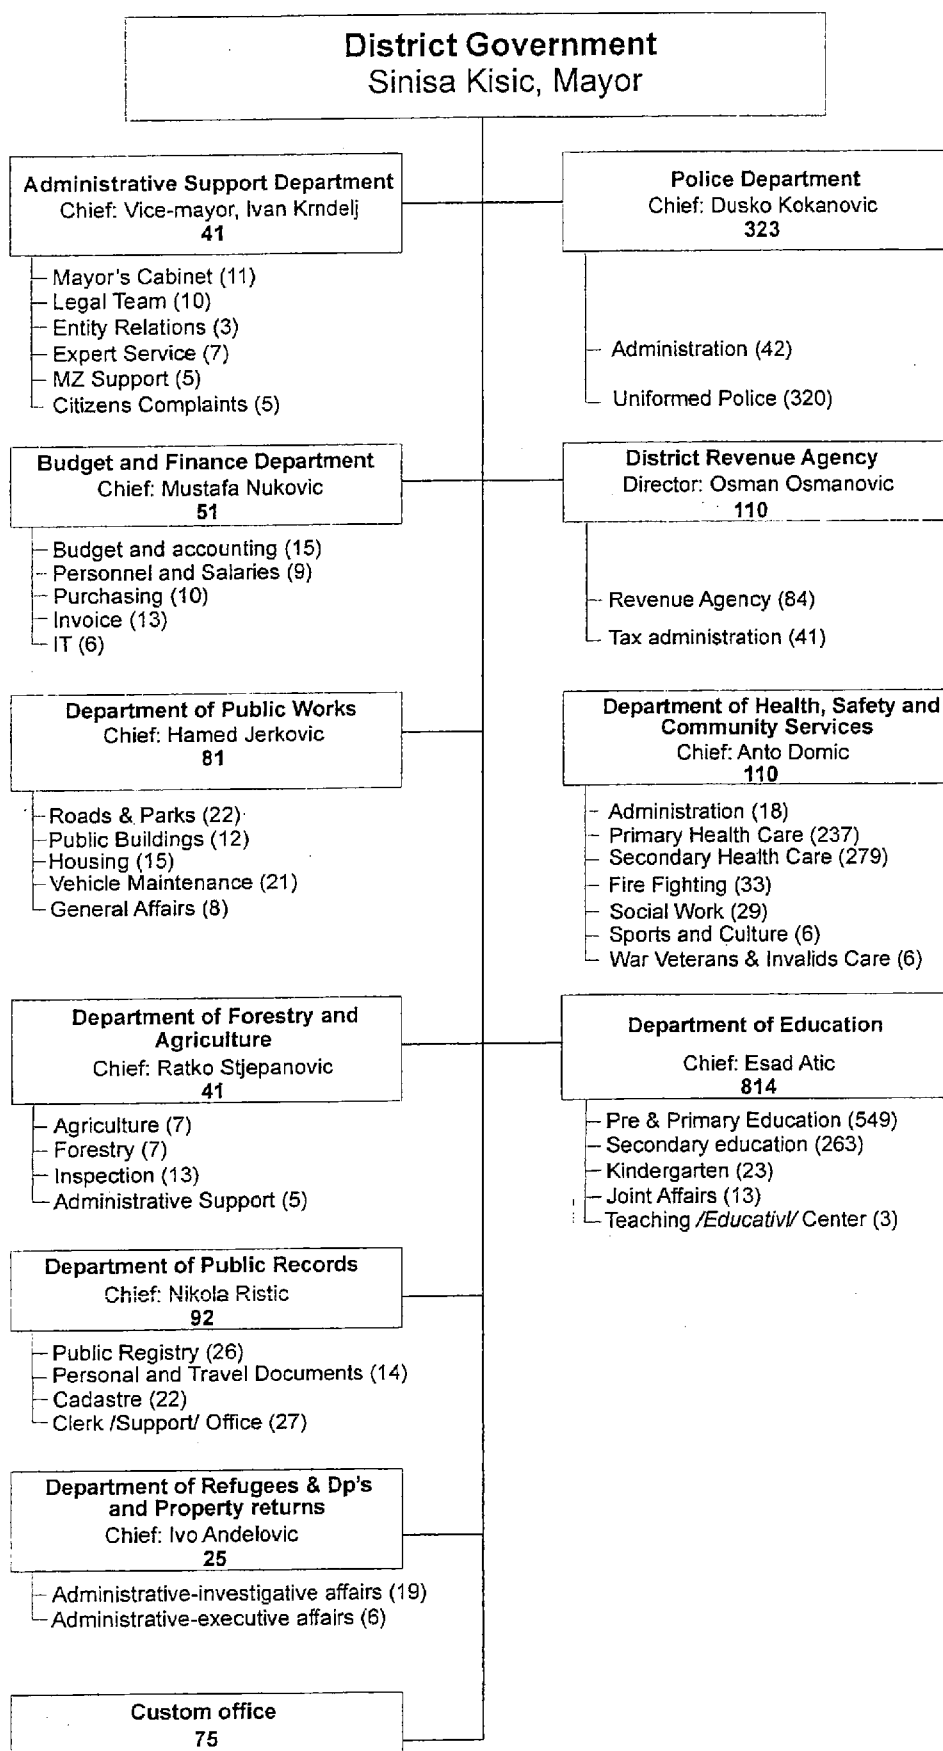 District Government
Sinisa Kisic, Mayor
Administrative Support Department
Chief: Vice-mayor, Ivan Krndelj
41
Mayor's Cabinet (11)
Legal Team (10)
Entity Relations (3)
Expert Service (7)
MZ Support (5)
Citizens Complaints (5)
Police Department
Chief: Dusko Kokanovic
323
Administration (42)
Uniformed Police (320)
Budget and Finance Department
Chief: Mustafa Nukovic
51
Budget and accounting (15)
Personnel and Salaries (9)
Purchasing (10)
Invoice (13)
IT (6)
District Revenue Agency
Director: Osman Osmanovic
110
Revenue Agency (84)
Tax administration (41)
Department of Public Works
Chief: Hamed Jerkovic
81
Roads & Parks (22)
Public Buildings (12)
Housing (15)
Vehicle Maintenance (21)
General Affairs (8)
Department of Health, Safety and
Community Services
Chief: Anto Domic
110
Administration (18)
Primary Health Care (237)
Secondary Health Care (279)
Fire Fighting (33)
Social Work (29)
Sports and Culture (6)
War Veterans & Invalids Care (6)
Department of Forestry and
Agriculture
Chief: Ratko Stjepanovic
41
Agriculture (7)
Forestry (7)
Inspection (13)
Administrative Support (5)
Department of Education
Chief: Esad Atic
814
Pre & Primary Education (549)
Secondary education (263)
Kindergarten (23)
Joint Affairs (13)
Teaching /Educativl/ Center (3)
Department of Public Records
Chief: Nikola Ristic
92
Public Registry (26)
Personal and Travel Documents (14)
Cadastre (22)
Clerk /Support/ Office (27)
Department of Refugees & Dp's
and Property returns
Chief: Ivo Andelovic
25
Administrative-investigative affairs (19)
Administrative-executive affairs (6)
Custom office
75